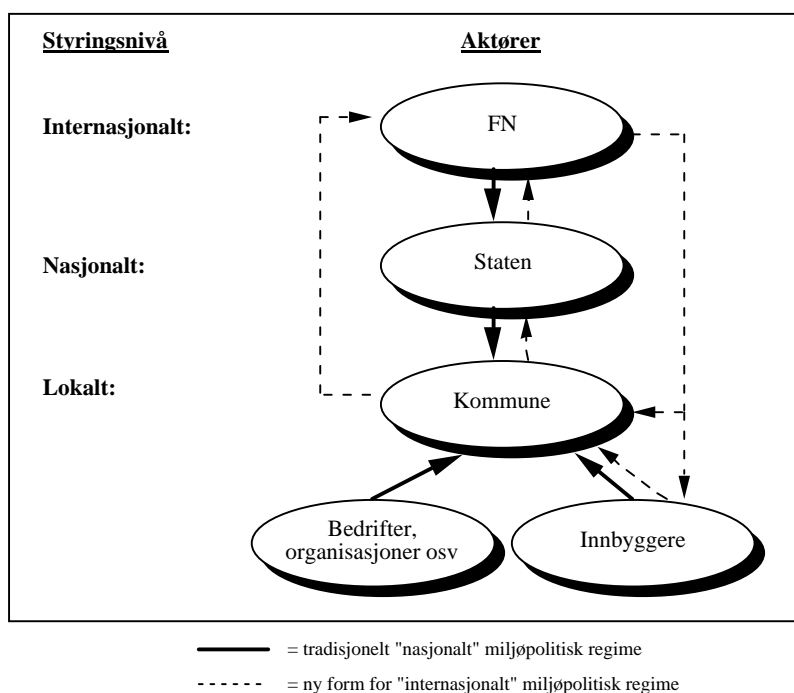 Styringsnivå Aktører
Internasjonalt: FN
Nasjonalt: Staten
Lokalt: Kommune
Bedrifter,
organisasjoner osv
Innbyggere
= tradisjonelt "nasjonalt" miljøpolitisk regime
= ny form for "internasjonalt" miljøpolitisk regime